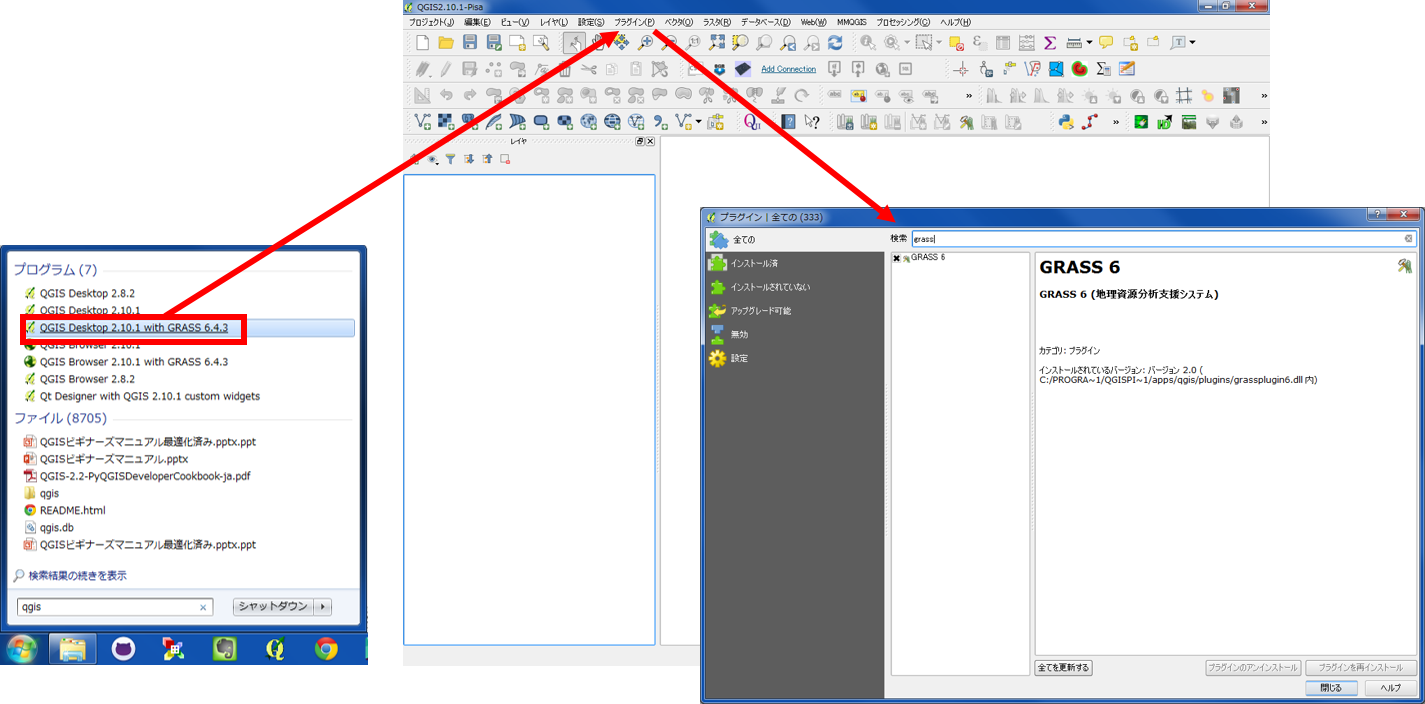 QGIS2.10.1-Pisa
プロジェクト(J) 編集(E) ビュー(V) レイヤ(L) 設定(S) プラグイン(P) ベクタ(O) ラスタ(R) データベース(D) Web(W) MMQGIS プロセッシング(C) ヘルプ(H)
Add Connection
レイヤ
プログラム (7)
QGIS Desktop 2.8.2
QGIS Desktop 2.10.1
QGIS Desktop 2.10.1 with GRASS 6.4.3
QGIS Browser 2.10.1
QGIS Browser 2.10.1 with GRASS 6.4.3
QGIS Browser 2.8.2
Qt Designer with QGIS 2.10.1 custom widgets
ファイル (8705)
QGISビギナーズマニュアル最適化済み.pptx.ppt
QGISビギナーズマニュアル.pptx
QGIS-2.2-PyQGISDeveloperCookbook-ja.pdf
qgis
README.html
qgis.db
QGISビギナーズマニュアル最適化済み.pptx.ppt
検索結果の続きを表示
qgis
シャットダウン
プラグイン | 全ての (333)
全ての
インストール済
インストールされていない
アップグレード可能
無効
設定
検索 grass
GRASS 6
GRASS 6
GRASS 6 (地理資源分析支援システム)
カテゴリ: プラグイン
インストールされているバージョン: バージョン 2.0 (
C:/PROGRA~1/QGISPI~1/apps/qgis/plugins/grassplugin6.dll 内)
全てを更新する
プラグインのアンインストール
プラグインを再インストール
閉じる
ヘルプ